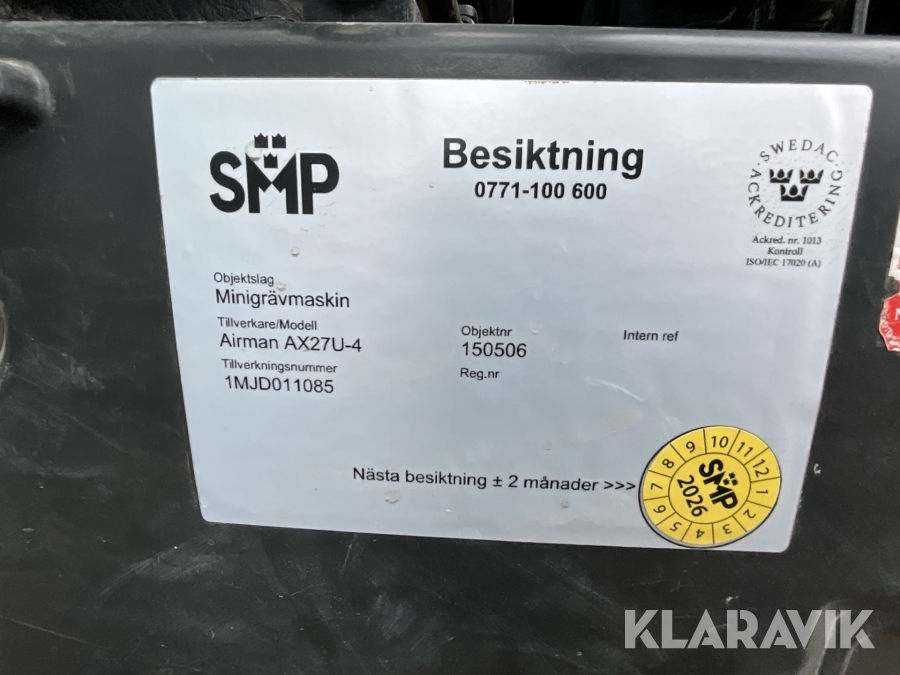 SMP
Besiktning
0771-100 600
SWEDAC
ACKREDITERING
Ackred. nr. 1013
Kontroll
ISO/IEC 17020 (A)
Objektslag
Minigrävmaskin
Tillverkare/Modell
Airman AX27U-4
Tillverkningsnummer
1MJD011085
Objektnr
150506
Reg.nr
Intern ref
Nästa besiktning ± 2 månader >>>
1 2 3 4 5 6 7 8 9 10 11 12
SMP
2026
KLARAVIK